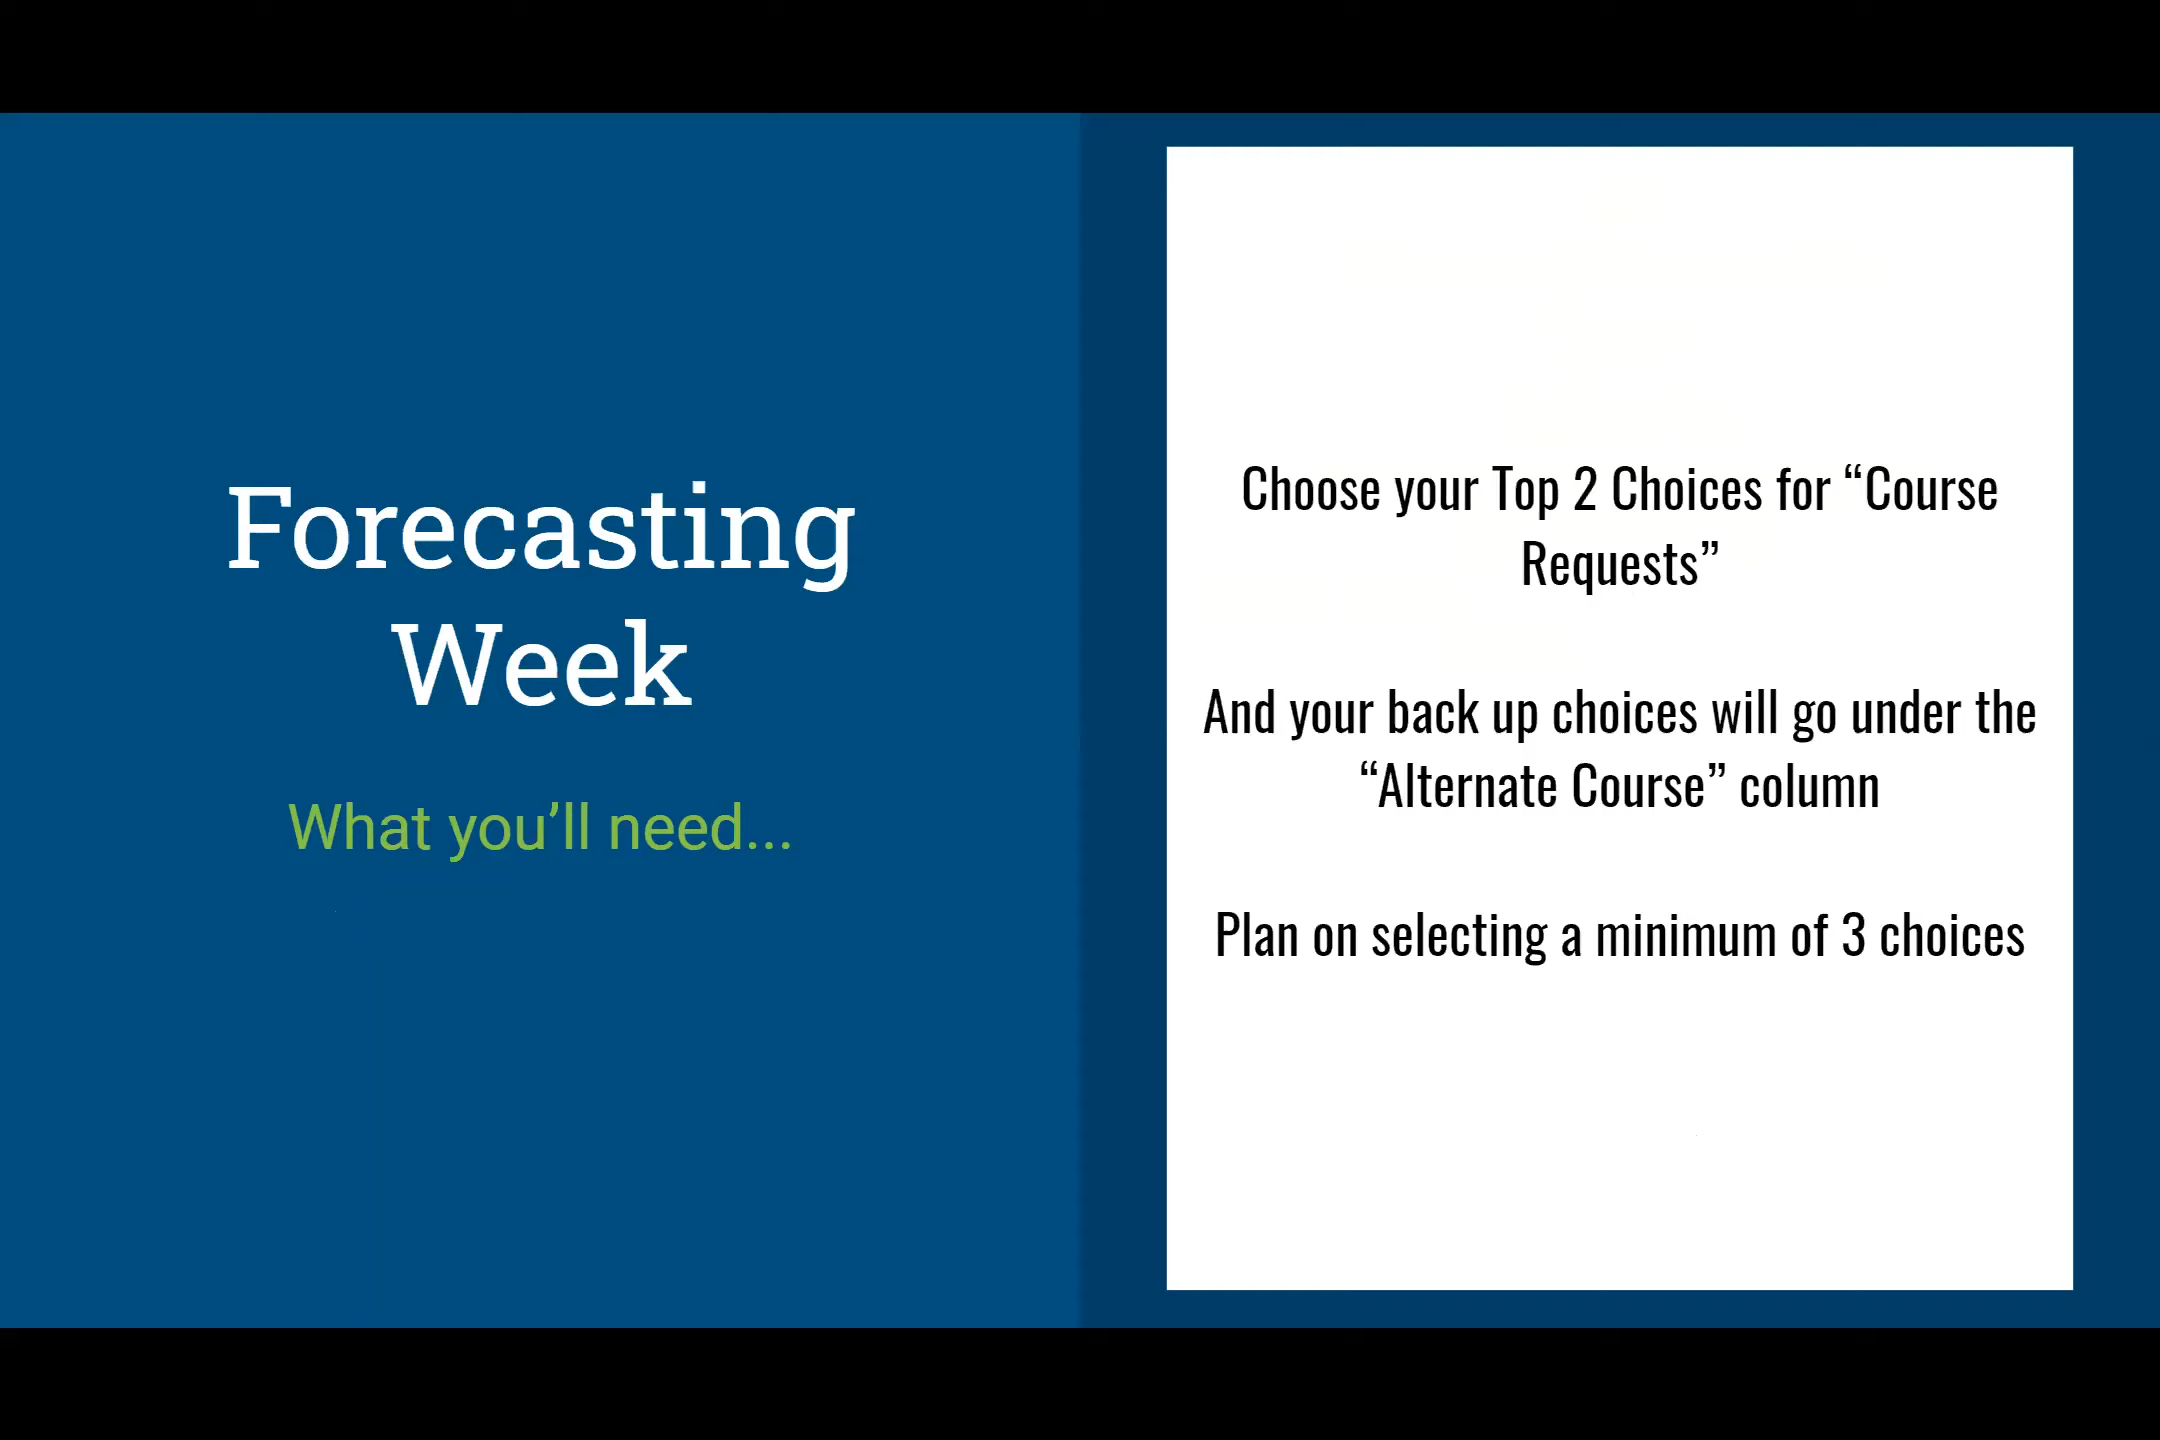 Forecasting
Week
What you’ll need...
Choose your Top 2 Choices for “Course
Requests”
And your back up choices will go under the
“Alternate Course” column
Plan on selecting a minimum of 3 choices